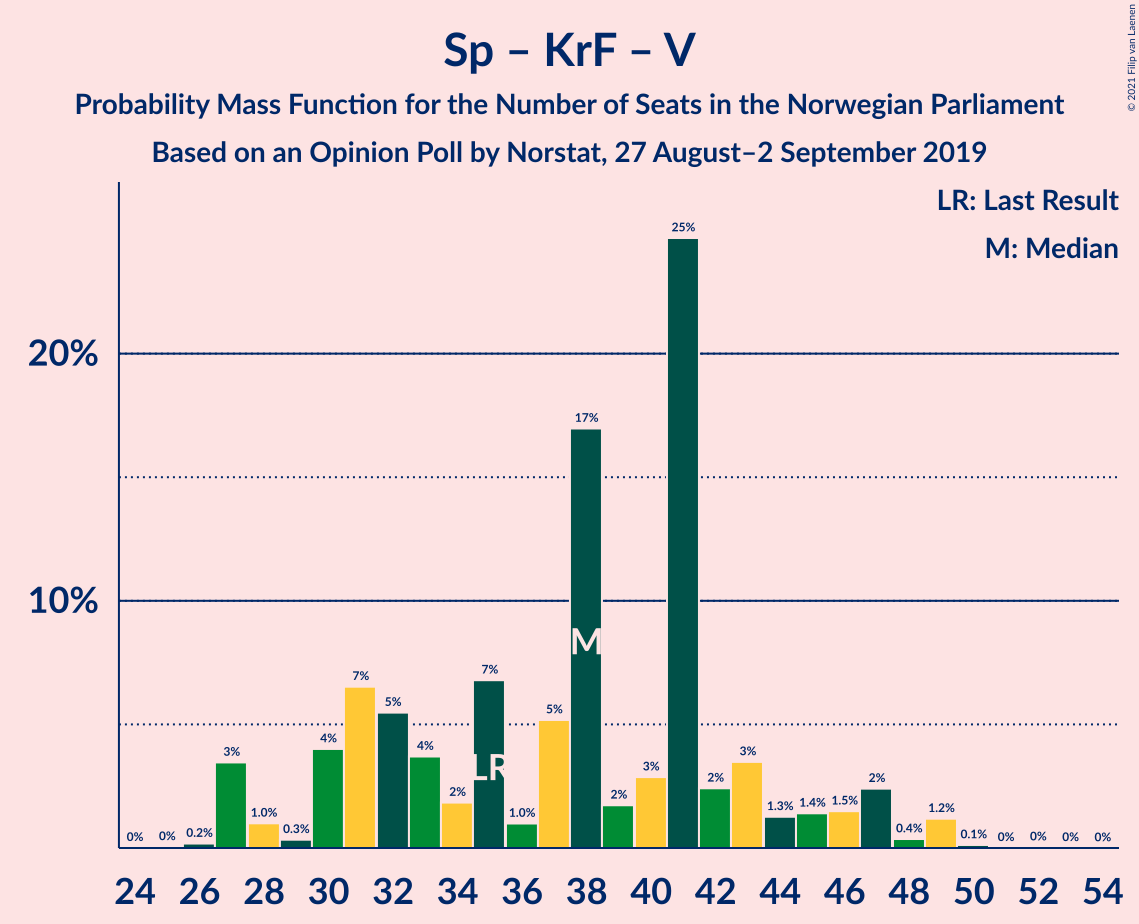 Sp – KrF – V
Probability Mass Function for the Number of Seats in the Norwegian Parliament
Based on an Opinion Poll by Norstat, 27 August–2 September 2019
© 2021 Filip van Laenen
LR: Last Result
M: Median
20%
10%
0% 0% 0.2% 3% 1.0% 0.3% 4% 7% 5% 4% 2% 7% 1.0% 5% 17% 2% 3% 25% 2% 3% 1.3% 1.4% 1.5% 2% 0.4% 1.2% 0.1% 0% 0% 0% 0%
M
LR
24 26 28 30 32 34 36 38 40 42 44 46 48 50 52 54